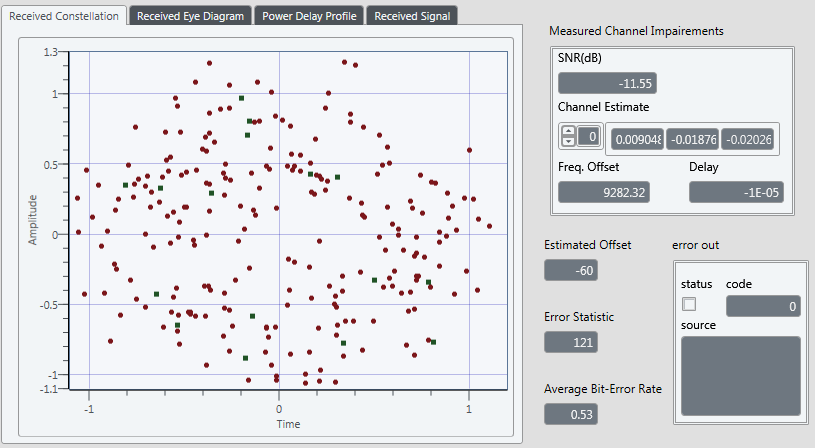 Received Constellation
Received Eye Diagram
Power Delay Profile
Received Signal
1.3
1
0.5
0
-0.5
-1
-1.1
Amplitude
-1
0
1
Time
Measured Channel Impairements
SNR(dB)
-11.55
Channel Estimate
0
0.009048
-0.01876
-0.02026
Freq. Offset
Delay
9282.32
-1E-05
Estimated Offset
-60
Error Statistic
121
Average Bit-Error Rate
0.53
error out
status
code
0
source